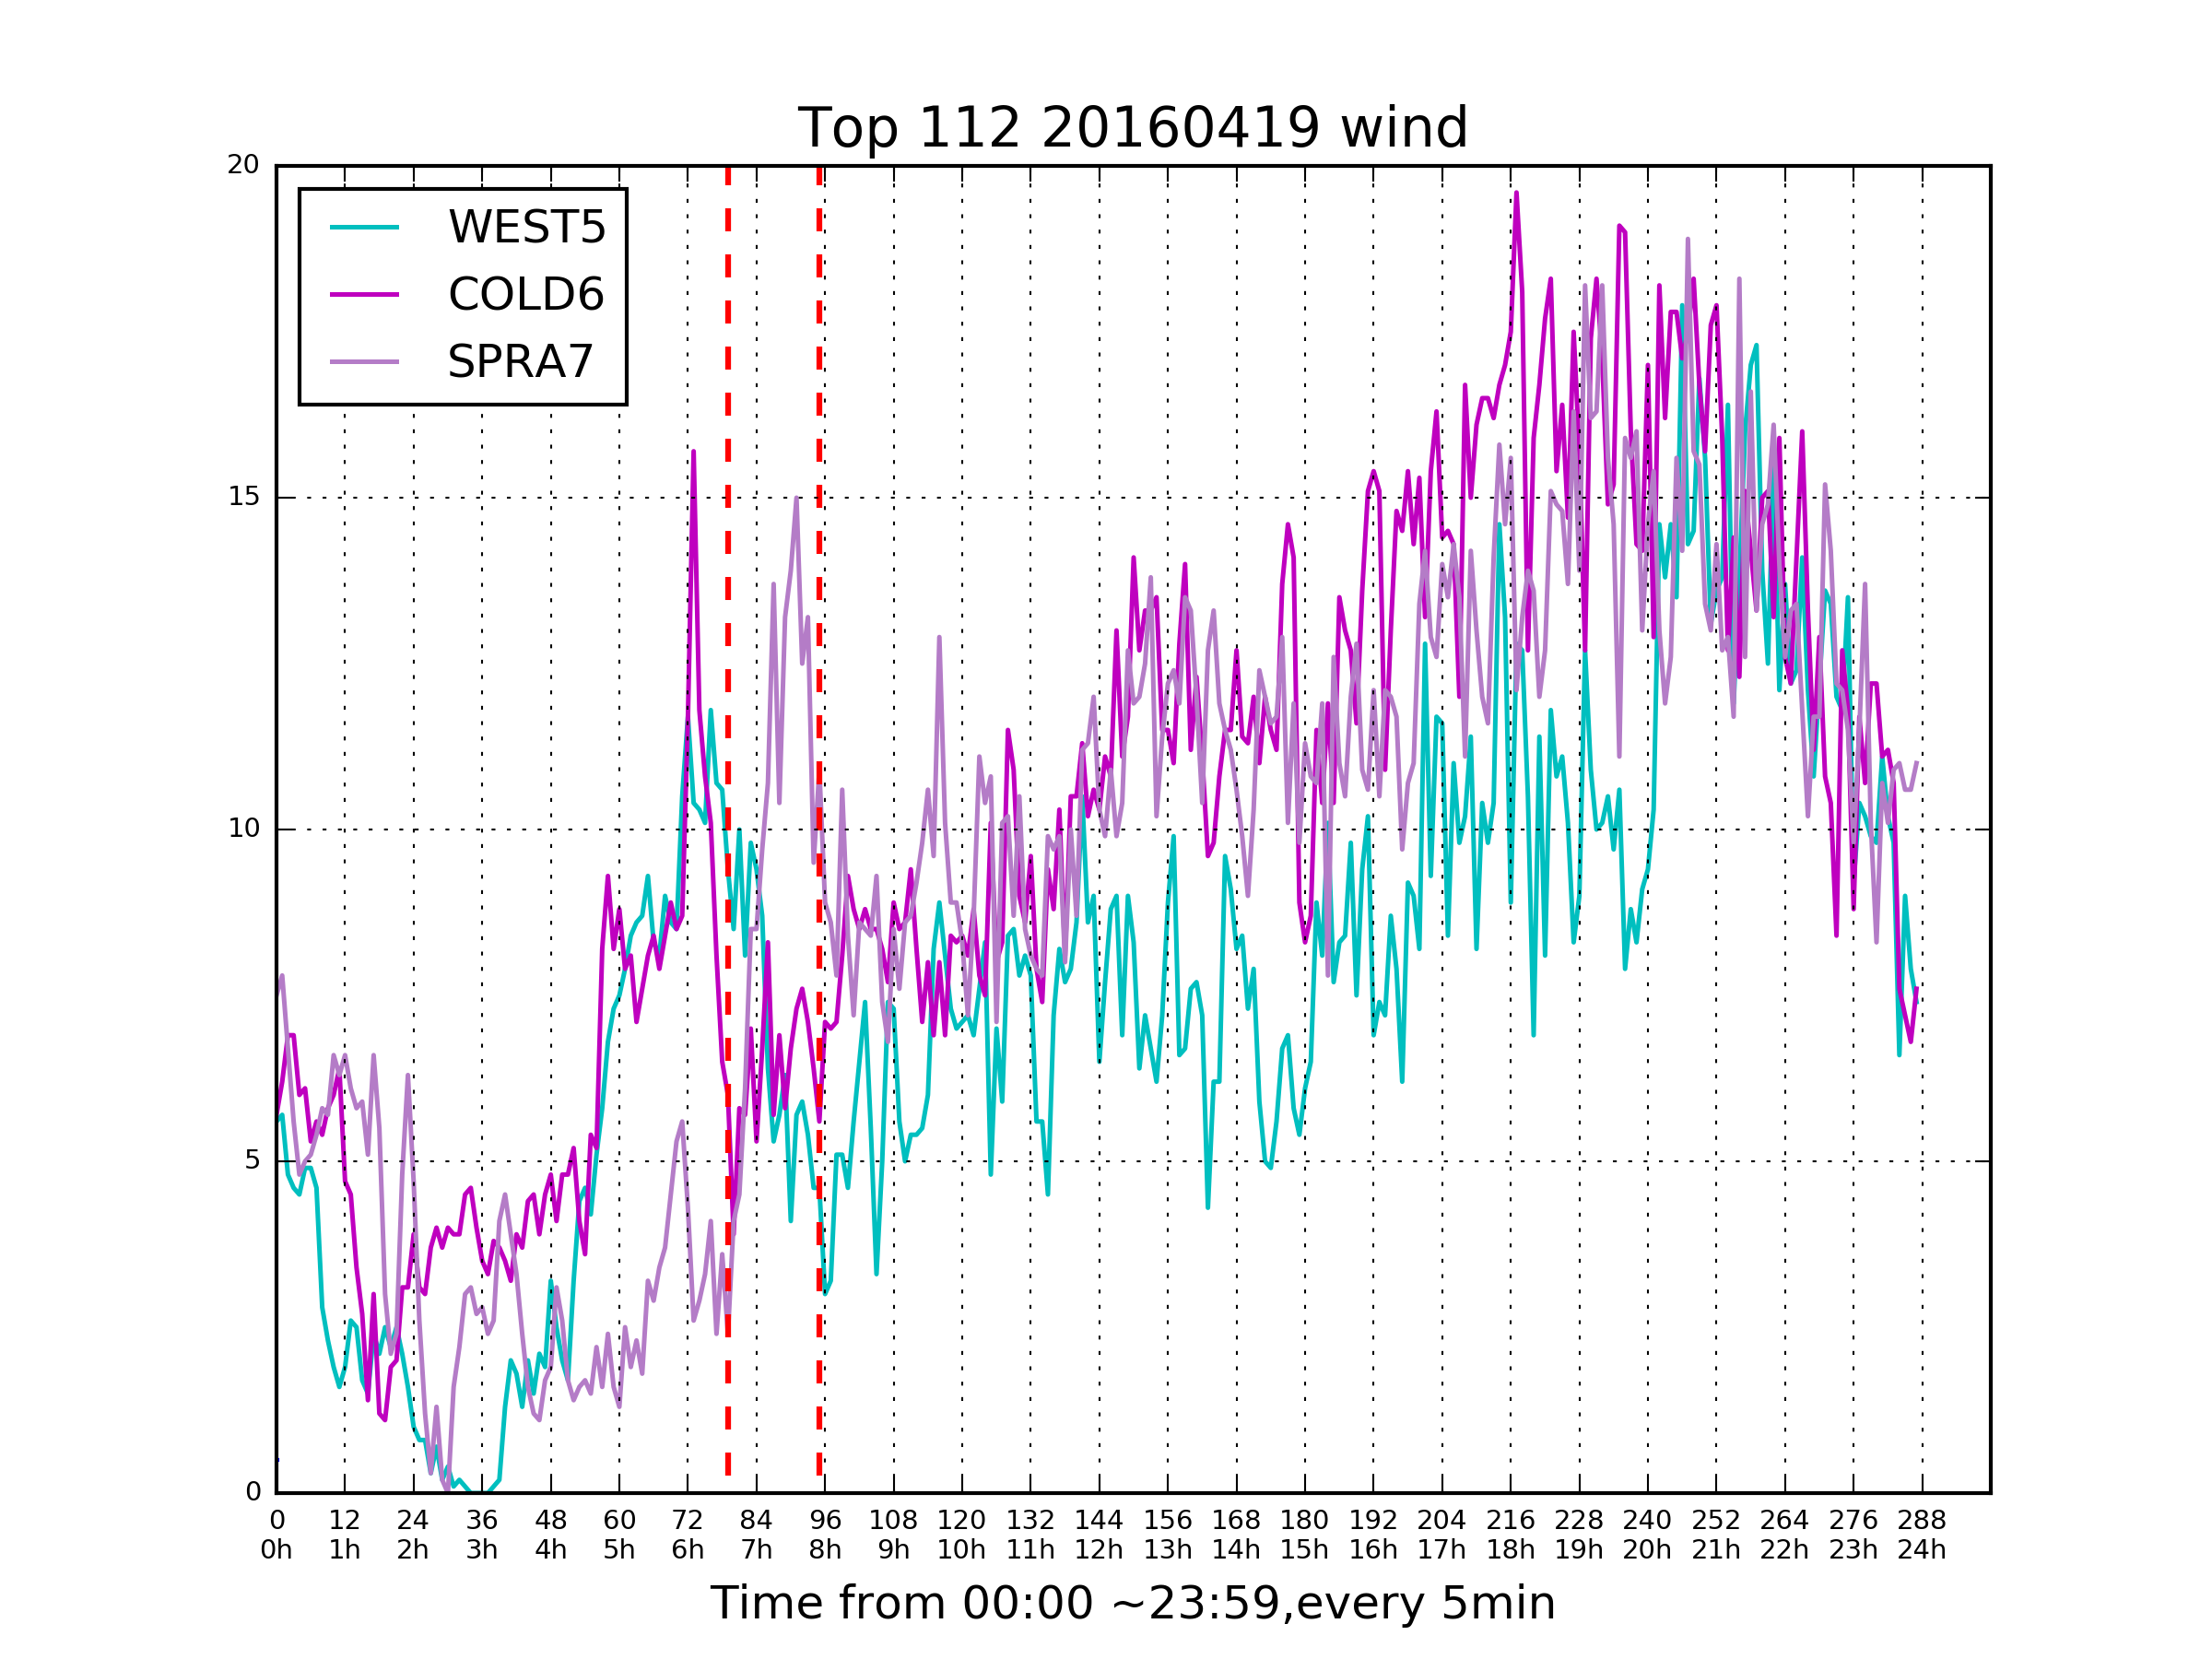 Top 112 20160419 wind
20
15
10
5
0
WEST5
COLD6
SPRA7
0 12 24 36 48 60 72 84 96 108 120 132 144 156 168 180 192 204 216 228 240 252 264 276 288
0h 1h 2h 3h 4h 5h 6h 7h 8h 9h 10h 11h 12h 13h 14h 15h 16h 17h 18h 19h 20h 21h 22h 23h 24h
Time from 00:00 ~23:59,every 5min